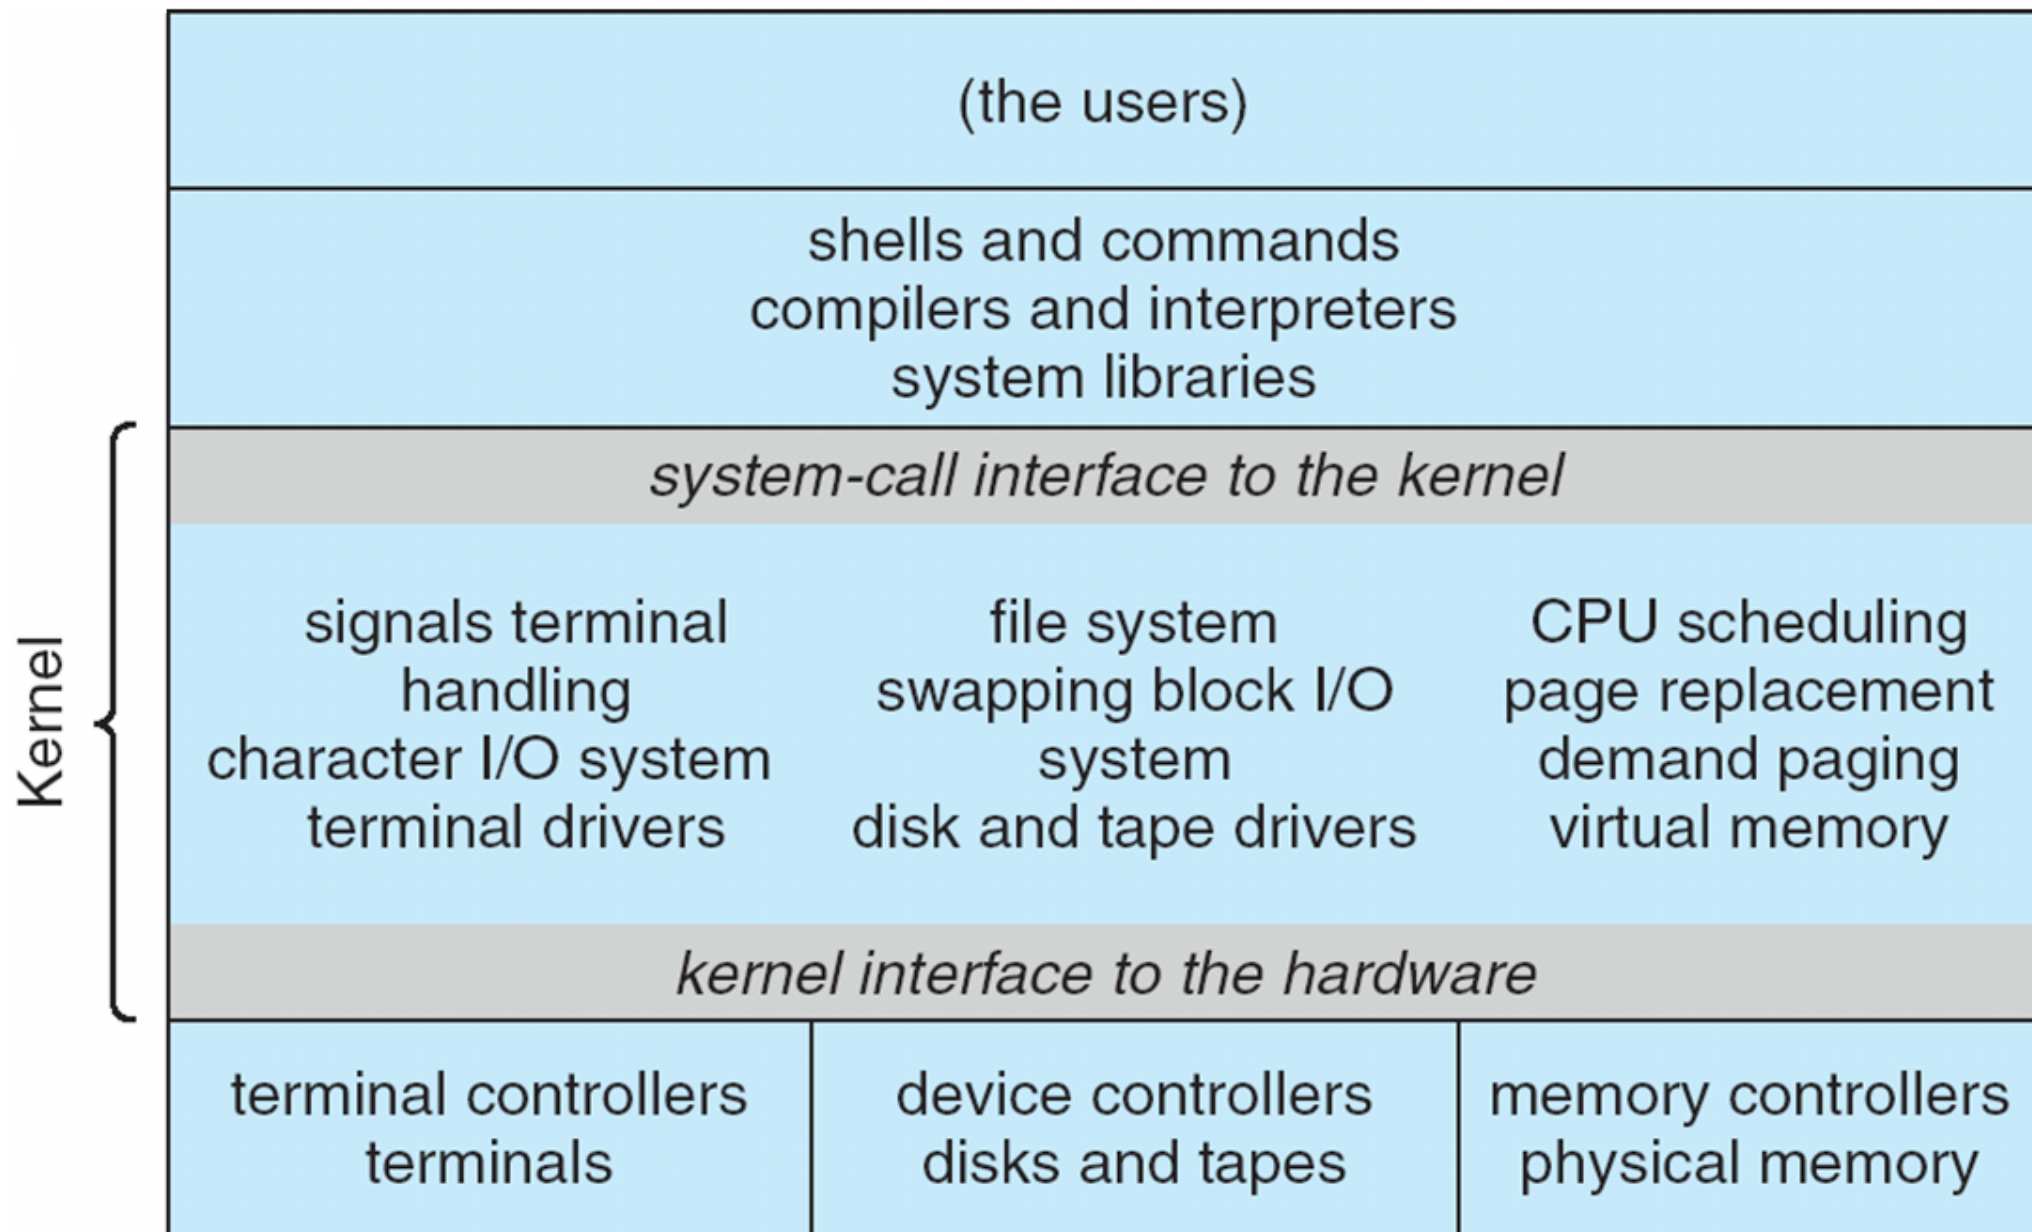 (the users)
shells and commands
compilers and interpreters
system libraries
system-call interface to the kernel
Kernel
signals terminal
handling
character I/O system
terminal drivers
file system
swapping block I/O
system
disk and tape drivers
CPU scheduling
page replacement
demand paging
virtual memory
kernel interface to the hardware
terminal controllers
terminals
device controllers
disks and tapes
memory controllers
physical memory